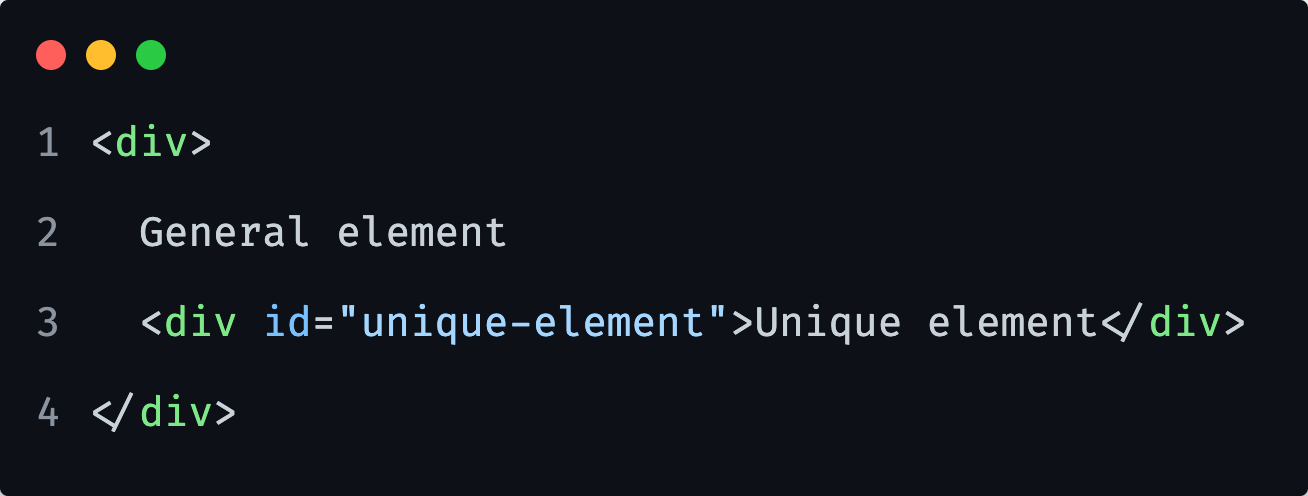 1 <div>
2   General element
3   <div id="unique-element">Unique element</div>
4 </div>